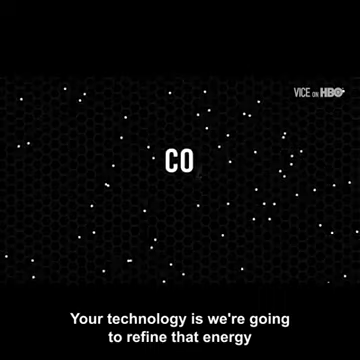 VICE ON HBO
CO
Your technology is we're going
to refine that energy